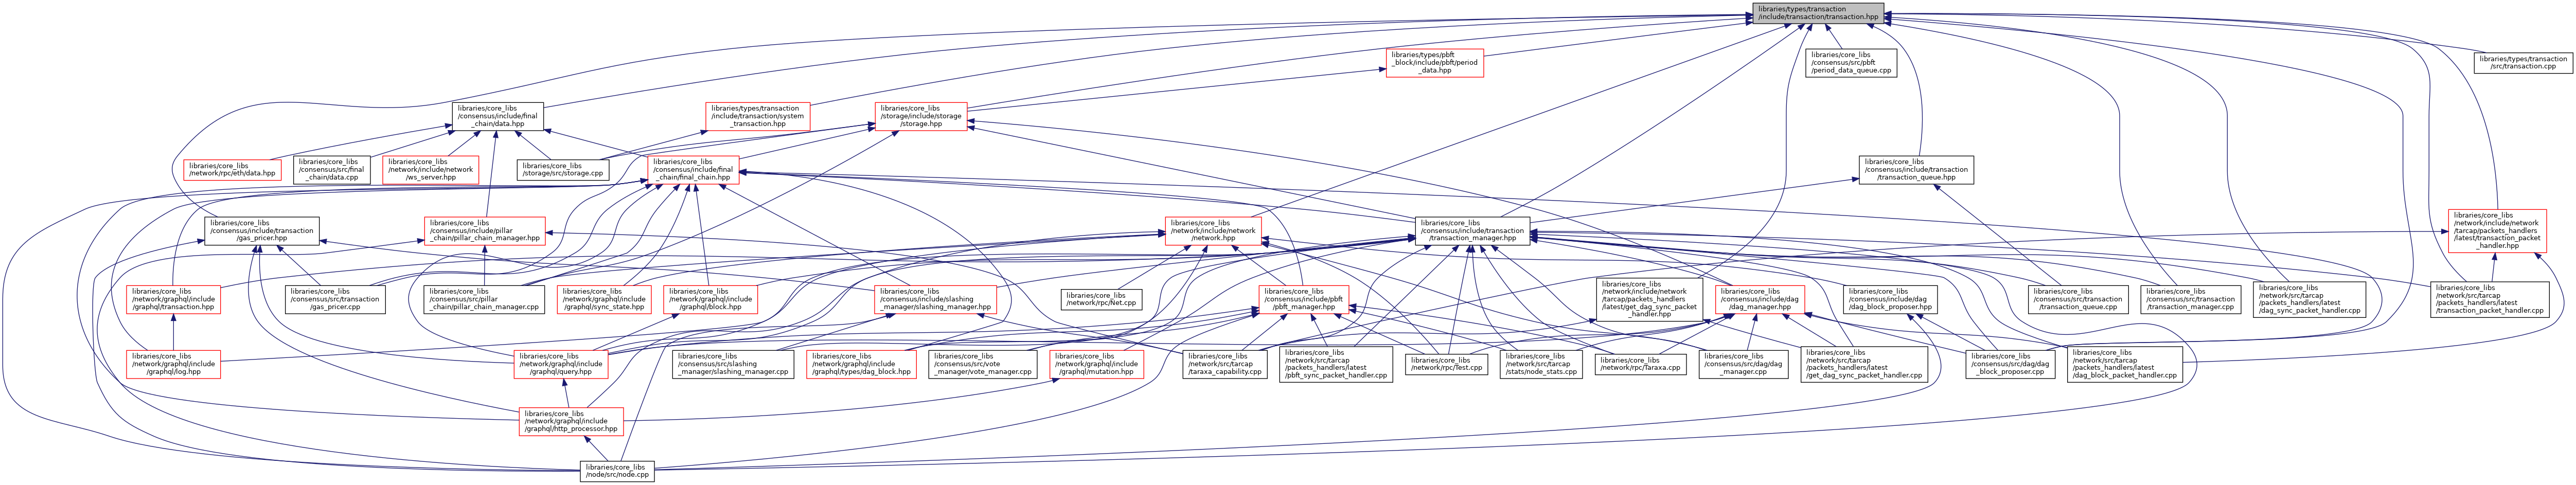 libraries/types/transaction
/include/transaction/transaction.hpp
libraries/types/pbft
_block/include/pbft/period
_data.hpp
libraries/core_libs
/consensus/src/pbft
/period_data_queue.cpp
libraries/types/transaction
/src/transaction.cpp
libraries/core_libs
/consensus/include/final
_chain/data.hpp
libraries/types/transaction
/include/transaction/system
_transaction.hpp
libraries/core_libs
/storage/include/storage
/storage.hpp
libraries/core_libs
/network/rpc/eth/data.hpp
libraries/core_libs
/consensus/src/final
_chain/data.cpp
libraries/core_libs
/network/include/network
/ws_server.hpp
libraries/core_libs
/storage/src/storage.cpp
libraries/core_libs
/consensus/include/final
_chain/final_chain.hpp
libraries/core_libs
/consensus/include/transaction
/transaction_queue.hpp
libraries/core_libs
/consensus/include/transaction
/gas_pricer.hpp
libraries/core_libs
/consensus/include/pillar
_chain/pillar_chain_manager.hpp
libraries/core_libs
/network/include/network
/network.hpp
libraries/core_libs
/consensus/include/transaction
/transaction_manager.hpp
libraries/core_libs
/network/include/network
/tarcap/packets_handlers
/latest/transaction_packet
_handler.hpp
libraries/core_libs
/network/graphql/include
/graphql/transaction.hpp
libraries/core_libs
/consensus/src/transaction
/gas_pricer.cpp
libraries/core_libs
/consensus/src/pillar
_chain/pillar_chain_manager.cpp
libraries/core_libs
/network/graphql/include
/graphql/sync_state.hpp
libraries/core_libs
/network/graphql/include
/graphql/block.hpp
libraries/core_libs
/consensus/include/slashing
_manager/slashing_manager.hpp
libraries/core_libs
/network/rpc/Net.cpp
libraries/core_libs
/consensus/include/pbft
/pbft_manager.hpp
libraries/core_libs
/network/include/network
/tarcap/packets_handlers
/latest/get_dag_sync_packet
_handler.hpp
libraries/core_libs
/consensus/include/dag
/dag_manager.hpp
libraries/core_libs
/consensus/include/dag
/dag_block_proposer.hpp
libraries/core_libs
/consensus/src/transaction
/transaction_queue.cpp
libraries/core_libs
/consensus/src/transaction
/transaction_manager.cpp
libraries/core_libs
/network/src/tarcap
/packets_handlers/latest
/dag_sync_packet_handler.cpp
libraries/core_libs
/network/src/tarcap
/packets_handlers/latest
/transaction_packet_handler.cpp
libraries/core_libs
/network/graphql/include
/graphql/log.hpp
libraries/core_libs
/network/graphql/include
/graphql/query.hpp
libraries/core_libs
/consensus/src/slashing
_manager/slashing_manager.cpp
libraries/core_libs
/network/graphql/include
/graphql/types/dag_block.hpp
libraries/core_libs
/consensus/src/vote
_manager/vote_manager.cpp
libraries/core_libs
/network/graphql/include
/graphql/mutation.hpp
libraries/core_libs
/network/src/tarcap
/taraxa_capability.cpp
libraries/core_libs
/network/src/tarcap
/packets_handlers/latest
/pbft_sync_packet_handler.cpp
libraries/core_libs
/network/rpc/Test.cpp
libraries/core_libs
/network/src/tarcap
/stats/node_stats.cpp
libraries/core_libs
/network/rpc/Taraxa.cpp
libraries/core_libs
/consensus/src/dag/dag
_manager.cpp
libraries/core_libs
/network/src/tarcap
/packets_handlers/latest
/get_dag_sync_packet_handler.cpp
libraries/core_libs
/consensus/src/dag/dag
_block_proposer.cpp
libraries/core_libs
/network/src/tarcap
/packets_handlers/latest
/dag_block_packet_handler.cpp
libraries/core_libs
/network/graphql/include
/graphql/http_processor.hpp
libraries/core_libs
/node/src/node.cpp